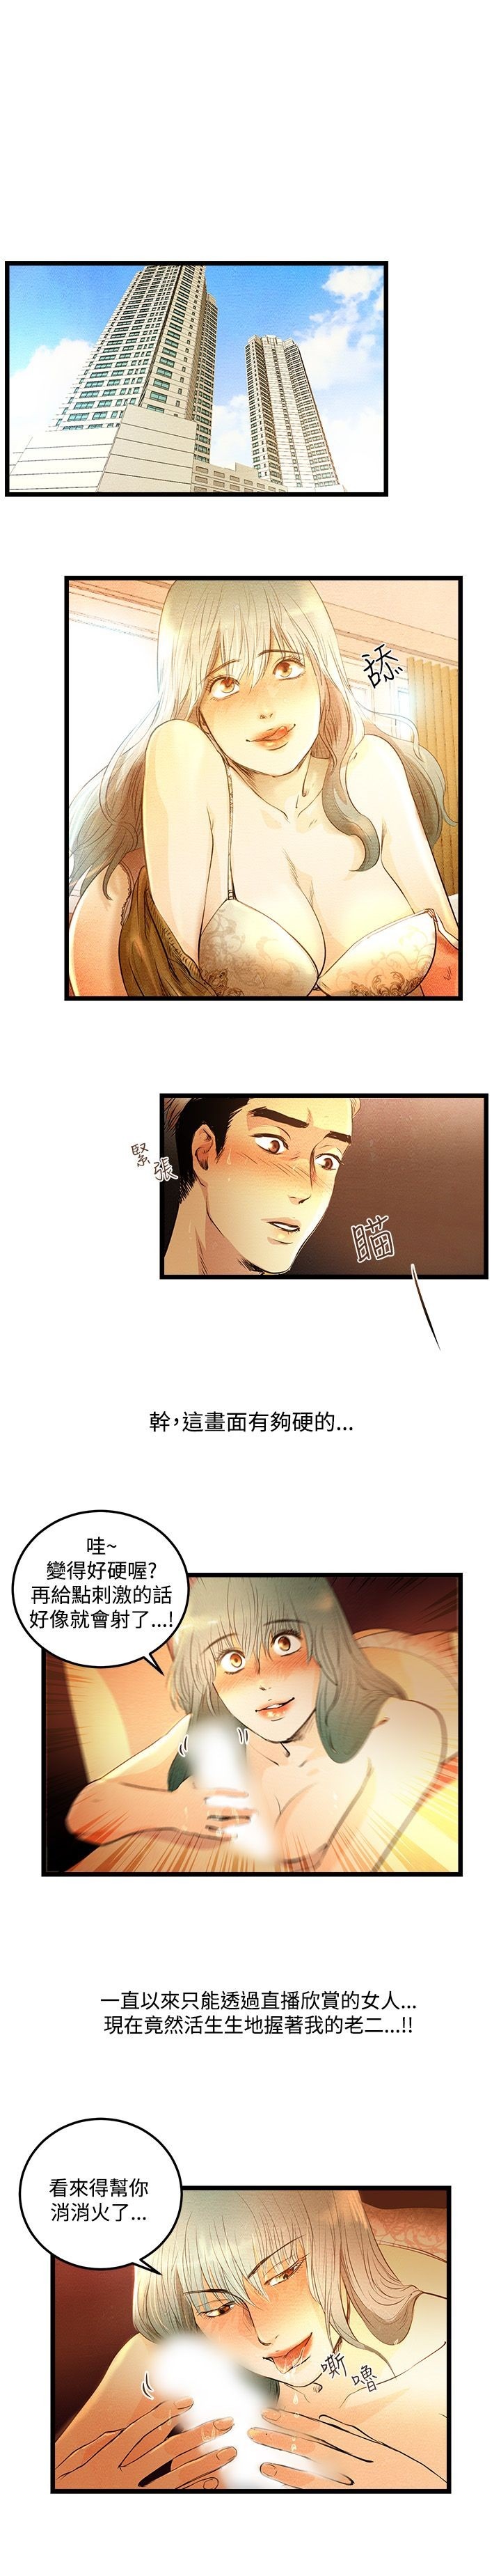 舔
緊
張
瞄
幹，這畫面有夠硬的...
哇~
變得好硬喔?
再給點刺激的話
好像就會射了...!
一直以來只能透過直播欣賞的女人...
現在竟然活生生地握著我的老二...!!
看來得幫你
消消火了...
嘶
嚕